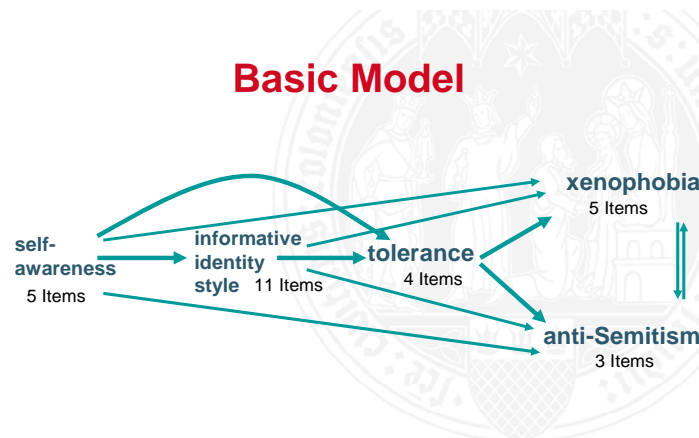 Basic Model
xenophobia
5 Items
self-
awareness
5 Items
informative
identity
style 11 Items
tolerance
4 Items
anti-Semitism
3 Items